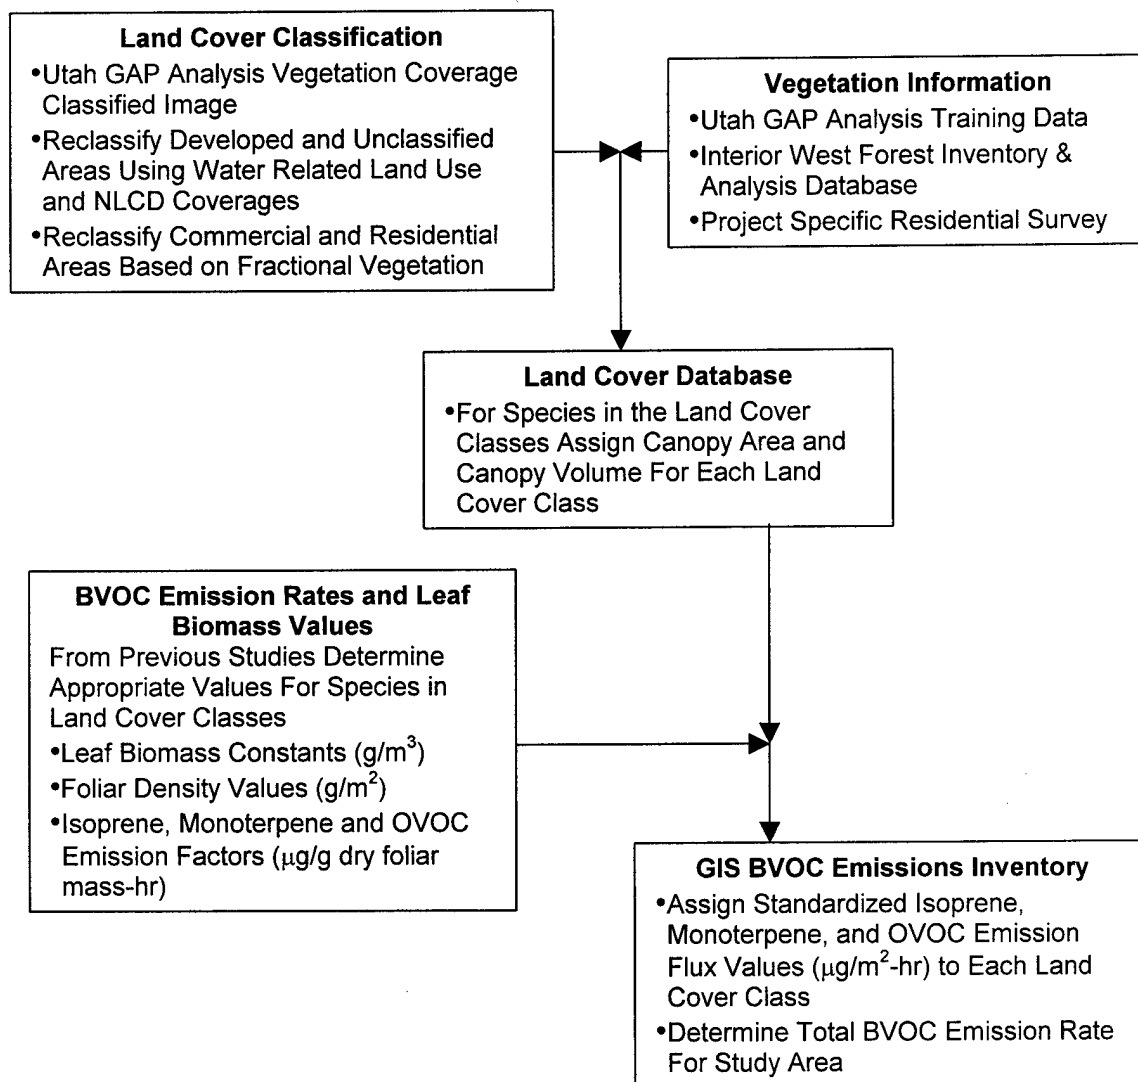 Land Cover Classification
•Utah GAP Analysis Vegetation Coverage
Classified Image
•Reclassify Developed and Unclassified
Areas Using Water Related Land Use
and NLCD Coverages
•Reclassify Commercial and Residential
Areas Based on Fractional Vegetation
Vegetation Information
•Utah GAP Analysis Training Data
•Interior West Forest Inventory &
Analysis Database
•Project Specific Residential Survey
Land Cover Database
•For Species in the Land Cover
Classes Assign Canopy Area and
Canopy Volume For Each Land
Cover Class
BVOC Emission Rates and Leaf
Biomass Values
From Previous Studies Determine
Appropriate Values For Species in
Land Cover Classes
•Leaf Biomass Constants (g/m³)
•Foliar Density Values (g/m²)
•Isoprene, Monoterpene and OVOC
Emission Factors (μg/g dry foliar
mass-hr)
GIS BVOC Emissions Inventory
•Assign Standardized Isoprene,
Monoterpene, and OVOC Emission
Flux Values (μg/m²-hr) to Each Land
Cover Class
•Determine Total BVOC Emission Rate
For Study Area